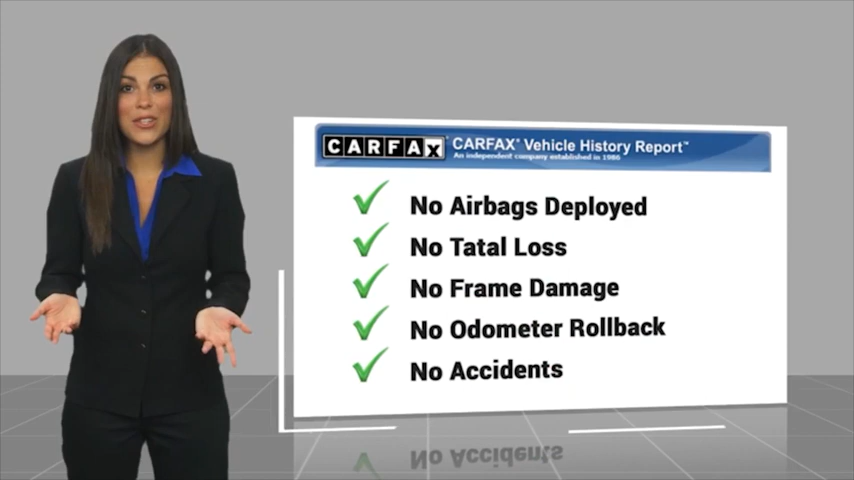 CARFAX CARFAX® Vehicle History Report™
An independent company established in 1986
No Airbags Deployed
No Tatal Loss
No Frame Damage
No Odometer Rollback
No Accidents
No Accidents